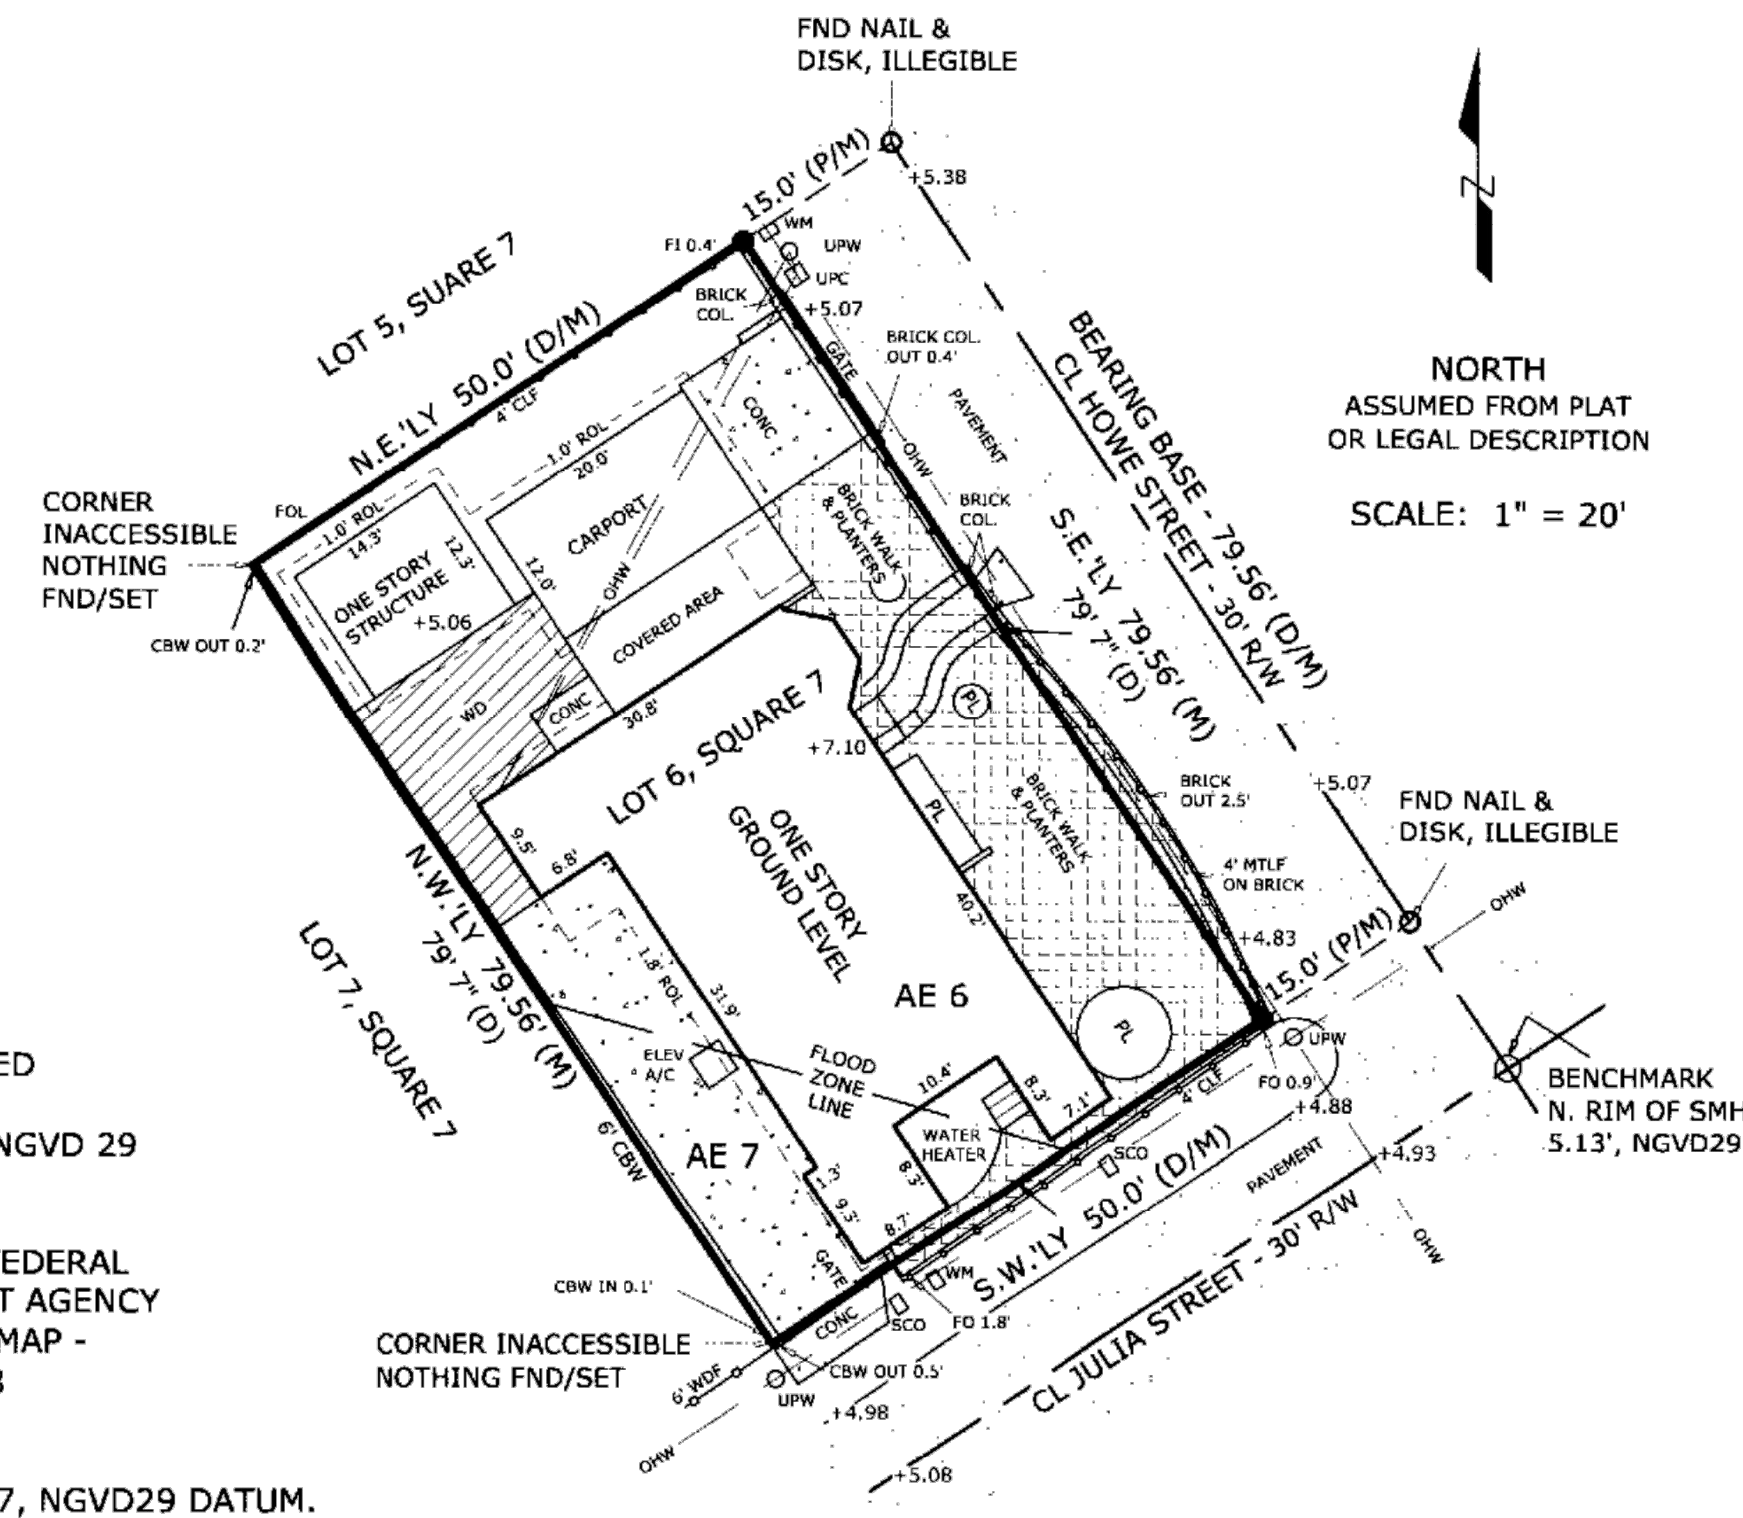 FND NAIL &
DISK, ILLEGIBLE
15.0' (P/M)
+5.38
WM
FI 0.4'
UPW
UPC
LOT 5, SUARE 7
BRICK
COL.
+5.07
N.E.'LY 50.0' (D/M)
4' CLF
GATE
BRICK COL.
OUT 0.4'
BEARING BASE - 79.56' (D/M)
CL HOWE STREET - 30' R/W
NORTH
ASSUMED FROM PLAT
OR LEGAL DESCRIPTION
SCALE: 1" = 20'
PAVEMENT
CONC
OHW
1.0' ROL
20.0'
CARPORT
CORNER
INACCESSIBLE
NOTHING
FND/SET
FOL
1.0' ROL
14.3'
12.3'
ONE STORY
STRUCTURE
+5.06
CBW OUT 0.2'
12.0'
OHW
COVERED AREA
BRICK WALK
& PLANTERS
BRICK
COL.
S.E.'LY 79.56' (M)
79' 7" (D)
WD
CONC
30.8'
LOT 6, SQUARE 7
PL
+7.10
ONE STORY
GROUND LEVEL
PL
BRICK WALK
& PLANTERS
BRICK
OUT 2.5'
+5.07
FND NAIL &
DISK, ILLEGIBLE
4' MTLF
ON BRICK
OHW
9.5'
6.8'
N.W.'LY 79.56' (M)
79' 7" (D)
LOT 7, SQUARE 7
40.2'
+4.83
15.0' (P/M)
1.8' ROL
31.9'
AE 6
PL
ELEV
A/C
FLOOD
ZONE
LINE
10.4'
8.3'
7.1'
4' CLF
UPW
FO 0.9'
+4.88
BENCHMARK
N. RIM OF SMH
5.13', NGVD29
ED
NGVD 29
6' CBW
AE 7
WATER
HEATER
8.3'
SCO
S.W.'LY 50.0' (D/M)
PAVEMENT
+4.93
1.3'
9.3'
8.7'
GATE
WM
CL JULIA STREET - 30' R/W
OHW
FEDERAL
T AGENCY
MAP -
CBW IN 0.1'
CORNER INACCESSIBLE
NOTHING FND/SET
CONC
SCO
FO 1.8'
CBW OUT 0.5'
6' WDF
UPW
+4.98
OHW
+5.08
7, NGVD29 DATUM.